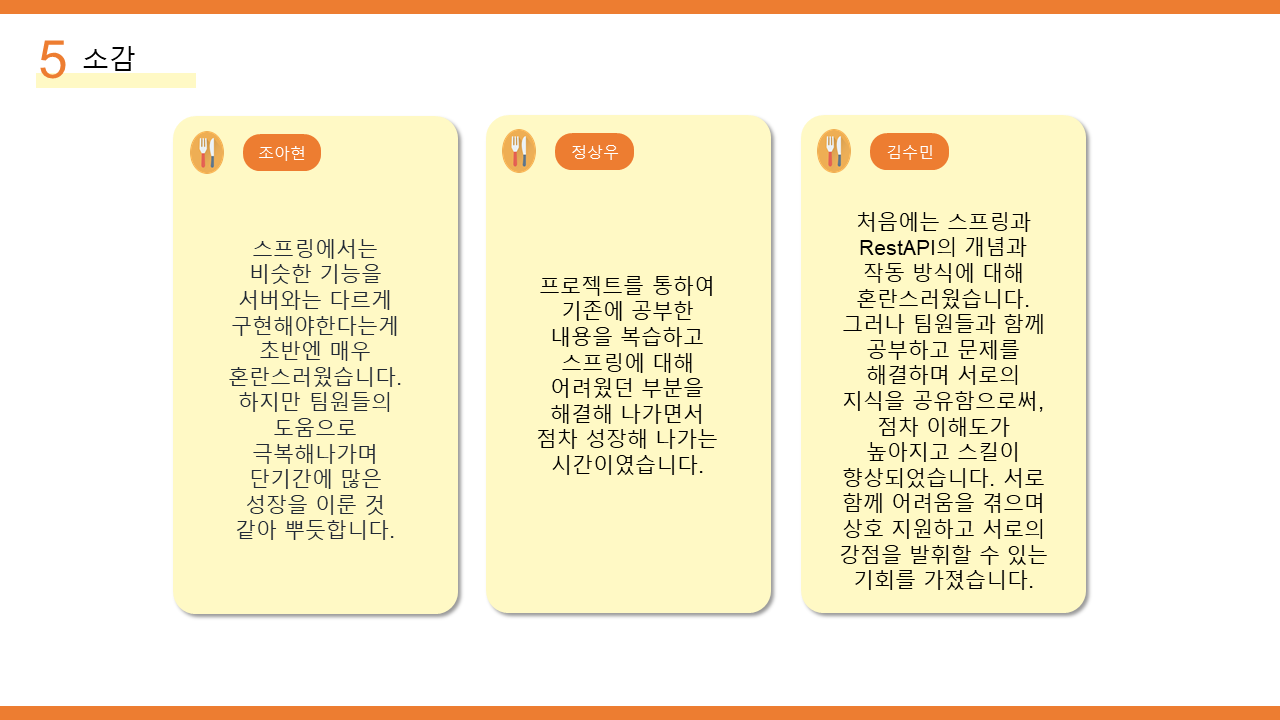 5 소감
조아현
스프링에서는
비슷한 기능을
서버와는 다르게
구현해야한다는게
초반엔 매우
혼란스러웠습니다.
하지만 팀원들의
도움으로
극복해나가며
단기간에 많은
성장을 이룬 것
같아 뿌듯합니다.
정상우
프로젝트를 통하여
기존에 공부한
내용을 복습하고
스프링에 대해
어려웠던 부분을
해결해 나가면서
점차 성장해 나가는
시간이였습니다.
김수민
처음에는 스프링과
RestAPI의 개념과
작동 방식에 대해
혼란스러웠습니다.
그러나 팀원들과 함께
공부하고 문제를
해결하며 서로의
지식을 공유함으로써,
점차 이해도가
높아지고 스킬이
향상되었습니다. 서로
함께 어려움을 겪으며
상호 지원하고 서로의
강점을 발휘할 수 있는
기회를 가졌습니다.